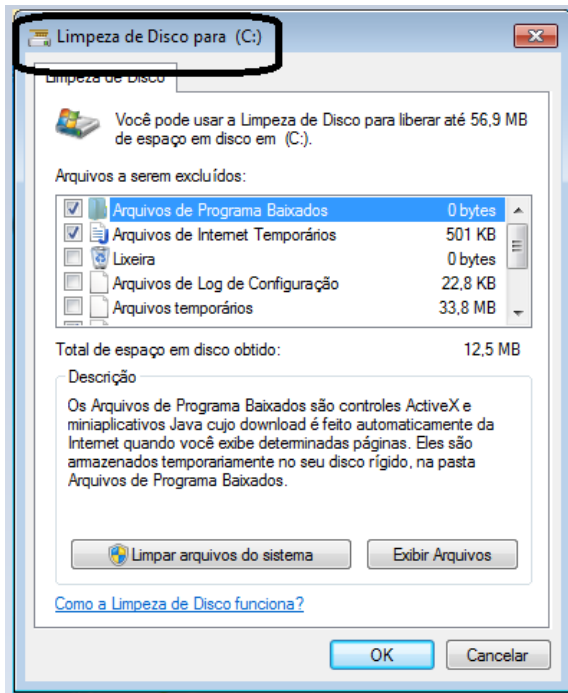 Limpeza de Disco para (C:)
Limpeza de Disco
Você pode usar a Limpeza de Disco para liberar até 56,9 MB
de espaço em disco em (C:).
Arquivos a serem excluídos:
Arquivos de Programa Baixados 0 bytes
Arquivos de Internet Temporários 501 KB
Lixeira 0 bytes
Arquivos de Log de Configuração 22,8 KB
Arquivos temporários 33,8 MB
Total de espaço em disco obtido: 12,5 MB
Descrição
Os Arquivos de Programa Baixados são controles ActiveX e
miniaplicativos Java cujo download é feito automaticamente da
Internet quando você exibe determinadas páginas. Eles são
armazenados temporariamente no seu disco rígido, na pasta
Arquivos de Programa Baixados.
Limpar arquivos do sistema Exibir Arquivos
Como a Limpeza de Disco funciona?
OK Cancelar